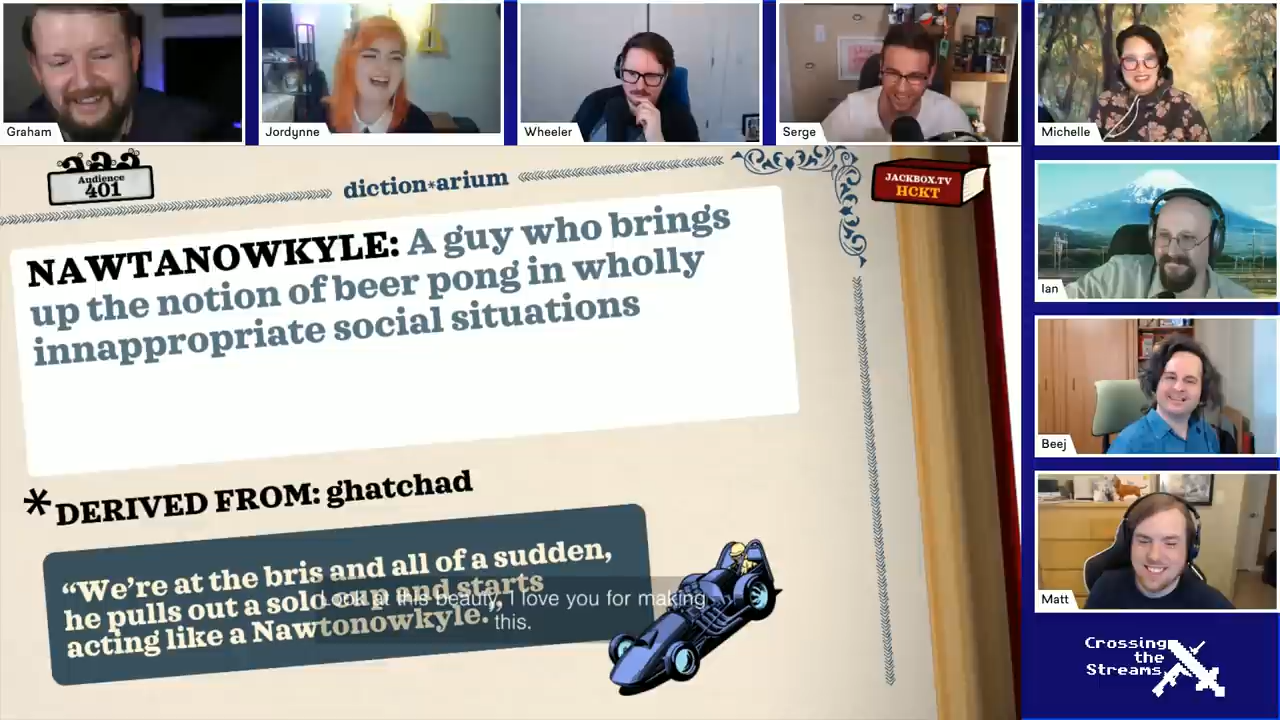 Graham
Jordynne
Wheeler
Serge
Michelle
Audience
401
diction*arium
JACKBOX.TV
HCKT
NAWTANOWKYLE: A guy who brings
up the notion of beer pong in wholly
innappropriate social situations
Ian
*DERIVED FROM: ghatchad
Beej
“We’re at the bris and all of a sudden,
he pulls out a solo cup and starts
acting like a Nawtonowkyle.
Look at this beauty, I love you for making
this.
Matt
Crossing
the
Streams